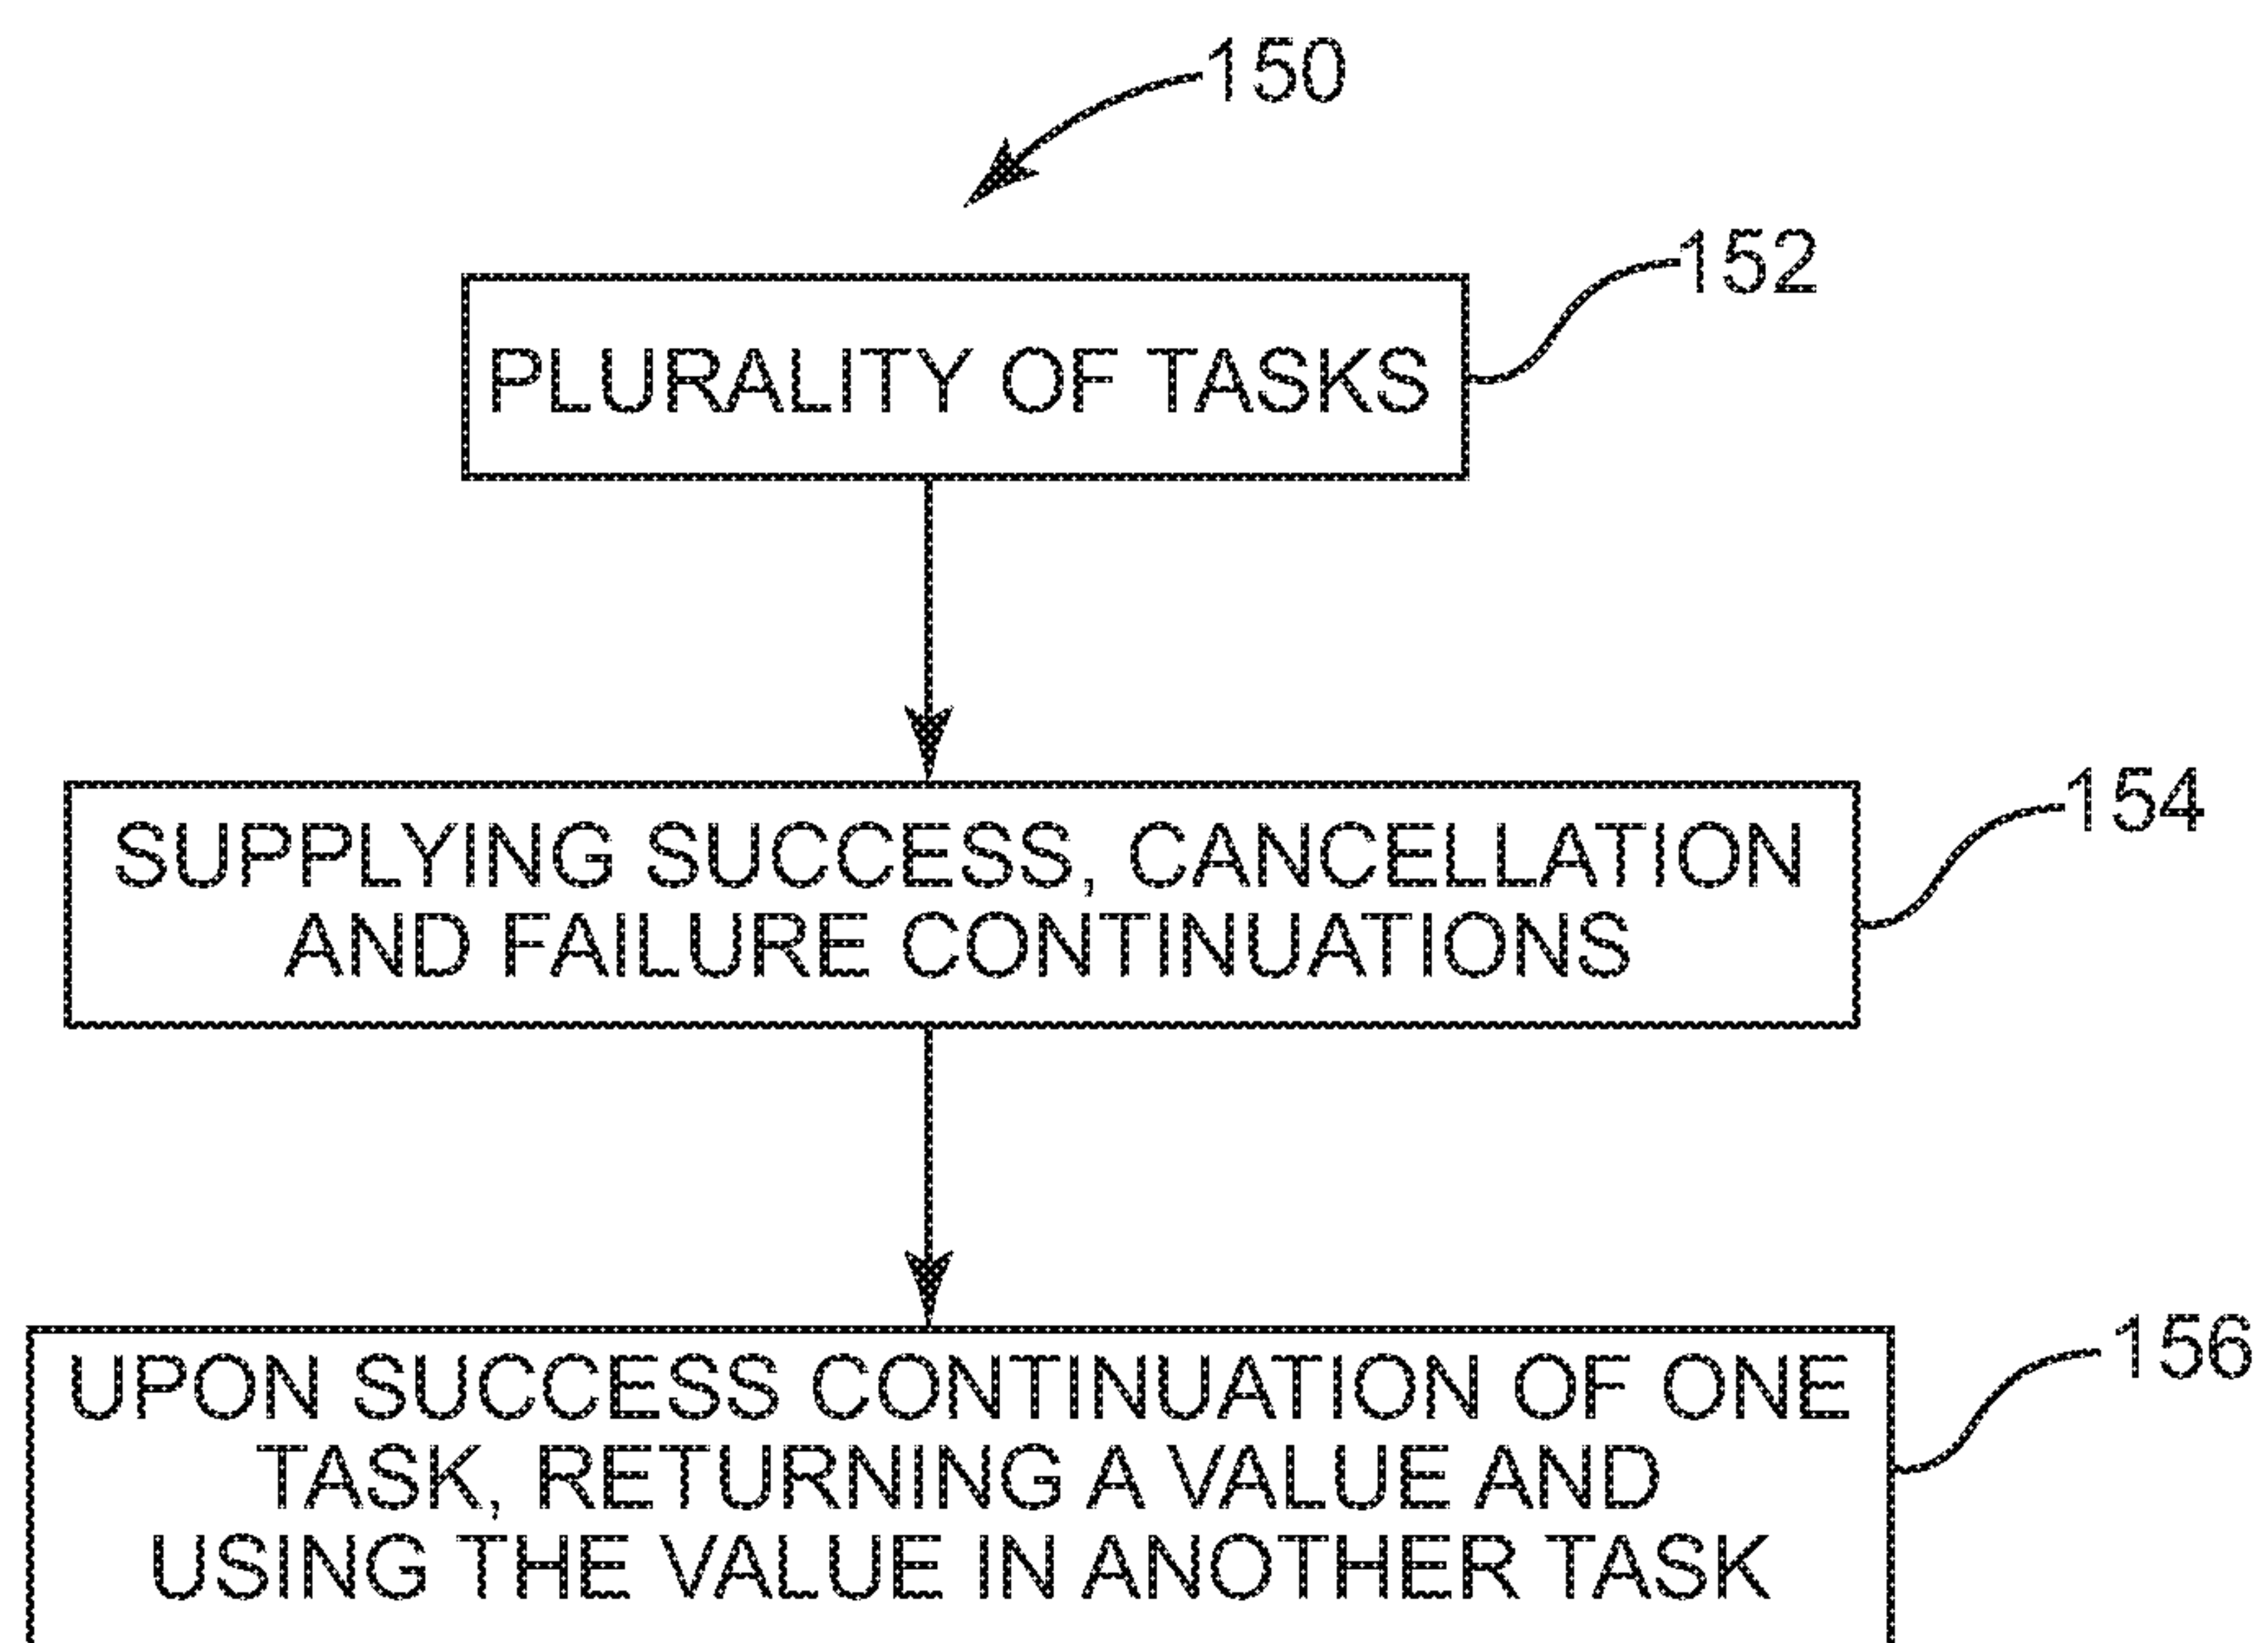 150
152
PLURALITY OF TASKS
154
SUPPLYING SUCCESS, CANCELLATION
AND FAILURE CONTINUATIONS
156
UPON SUCCESS CONTINUATION OF ONE
TASK, RETURNING A VALUE AND
USING THE VALUE IN ANOTHER TASK